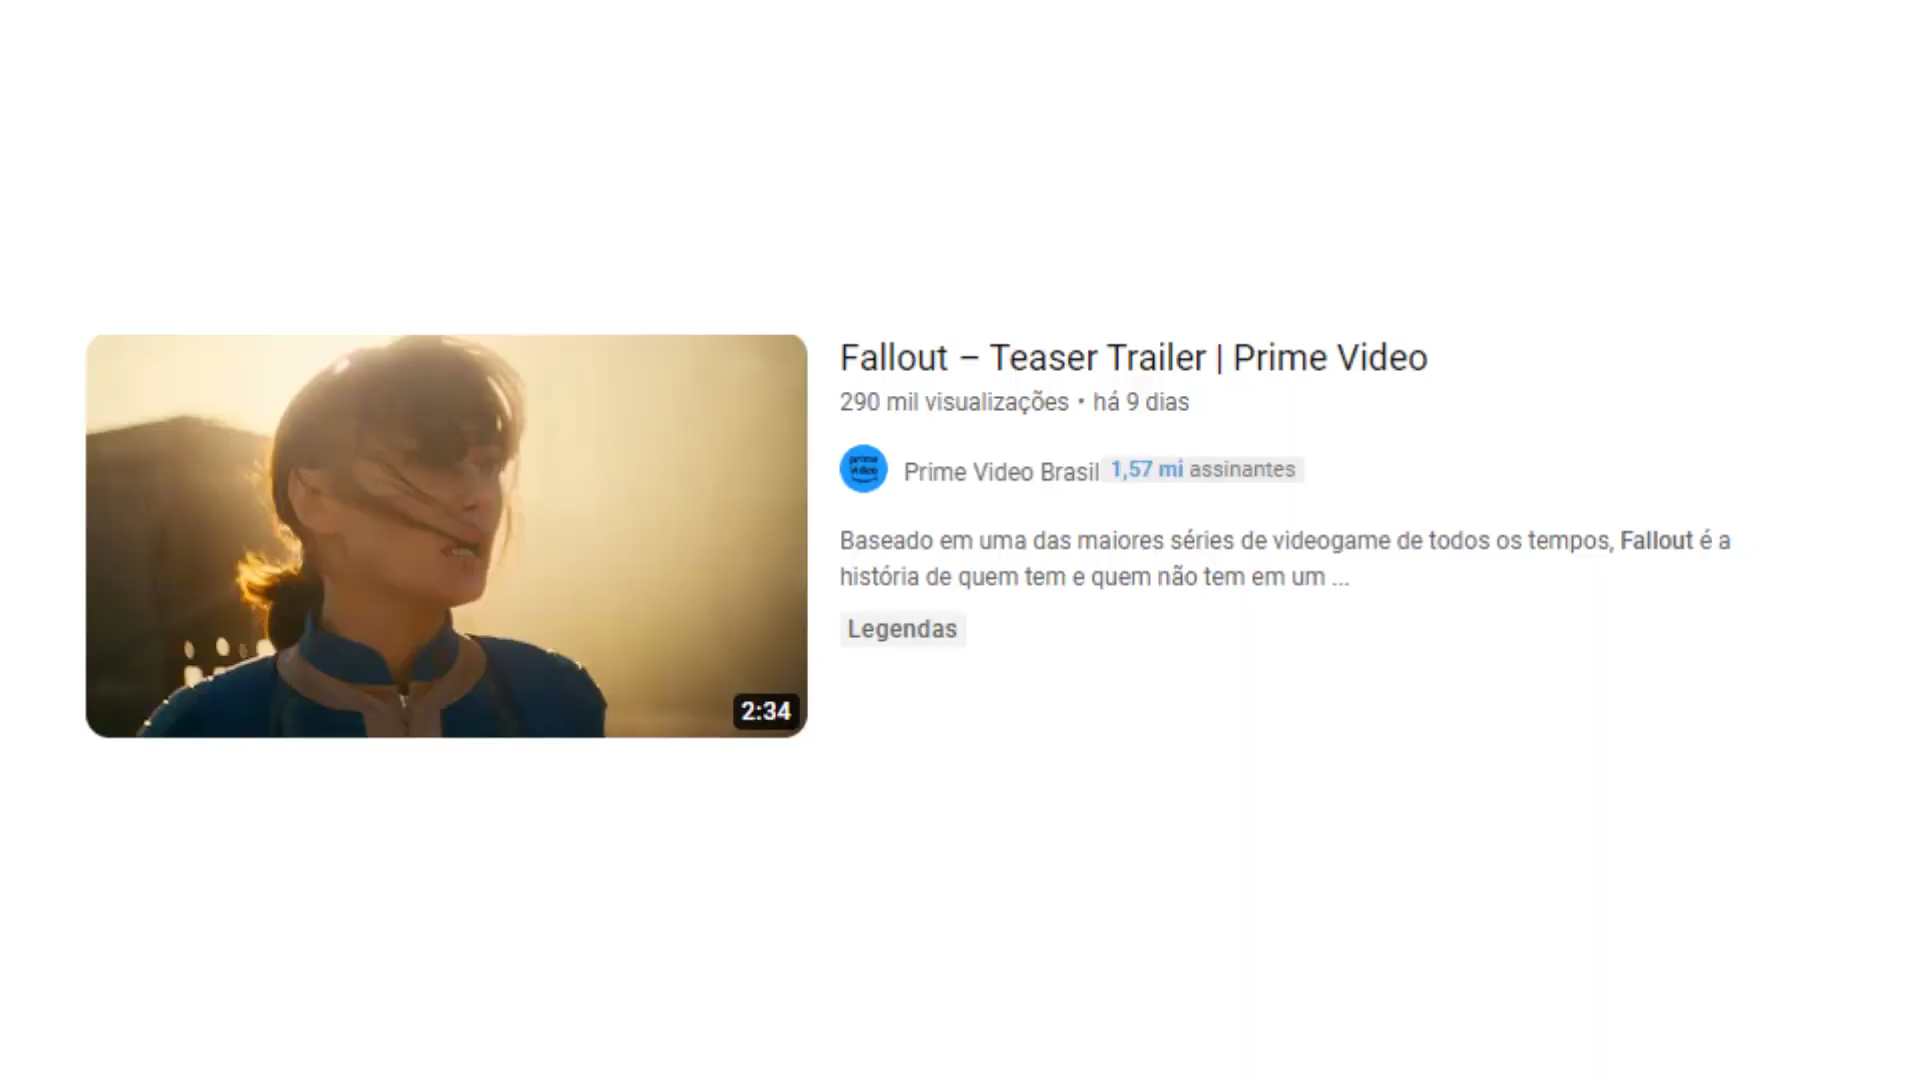 Fallout – Teaser Trailer | Prime Video
290 mil visualizações • há 9 dias
prime video
Prime Video Brasil 1,57 mi assinantes
Baseado em uma das maiores séries de videogame de todos os tempos, Fallout é a
história de quem tem e quem não tem em um ...
Legendas
2:34